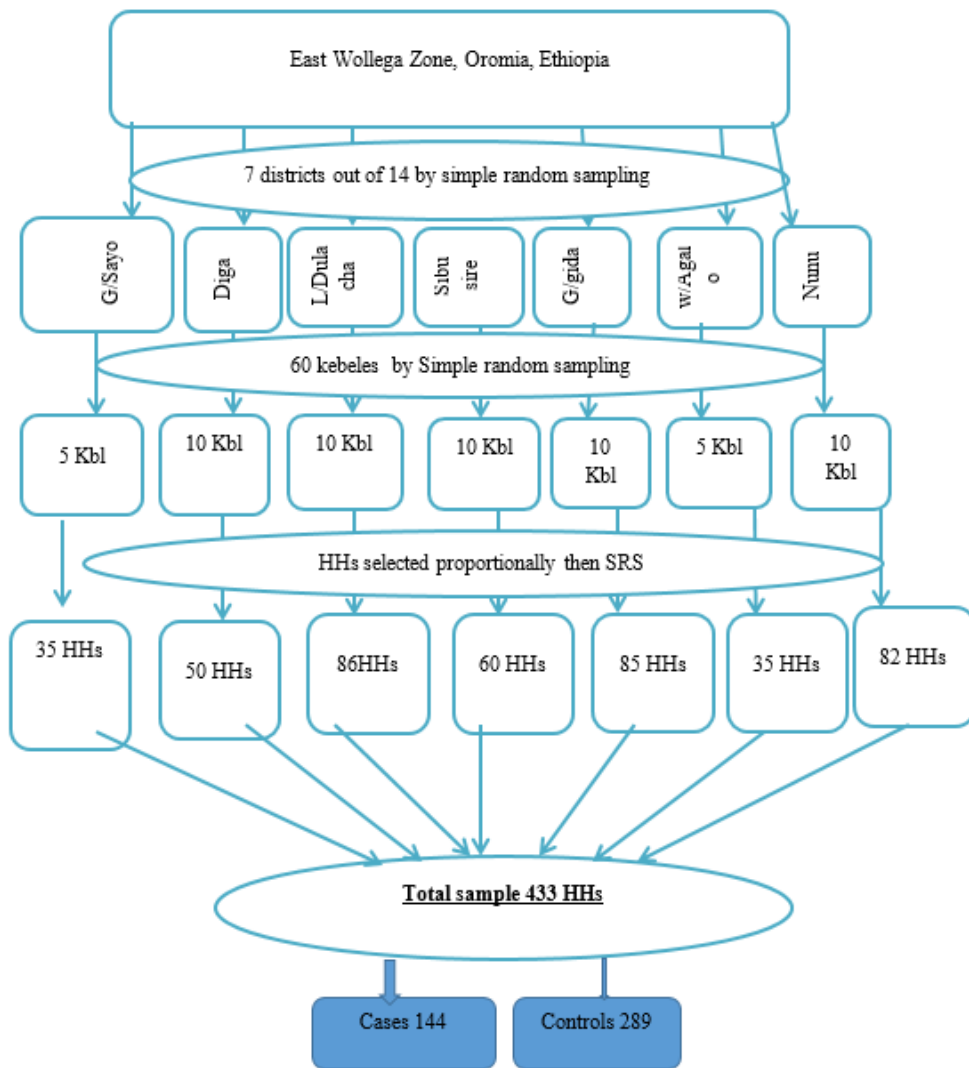 East Wollega Zone, Oromia, Ethiopia
7 districts out of 14 by simple random sampling
G/Sayo
Diga
L/Dula
cha
Sibu
sire
G/gida
w/Agal
o
Nunu
60 kebeles by Simple random sampling
5 Kbl
10 Kbl
10 Kbl
10 Kbl
10
Kbl
5 Kbl
10
Kbl
HHs selected proportionally then SRS
35 HHs
50 HHs
86HHs
60 HHs
85 HHs
35 HHs
82 HHs
Total sample 433 HHs
Cases 144
Controls 289